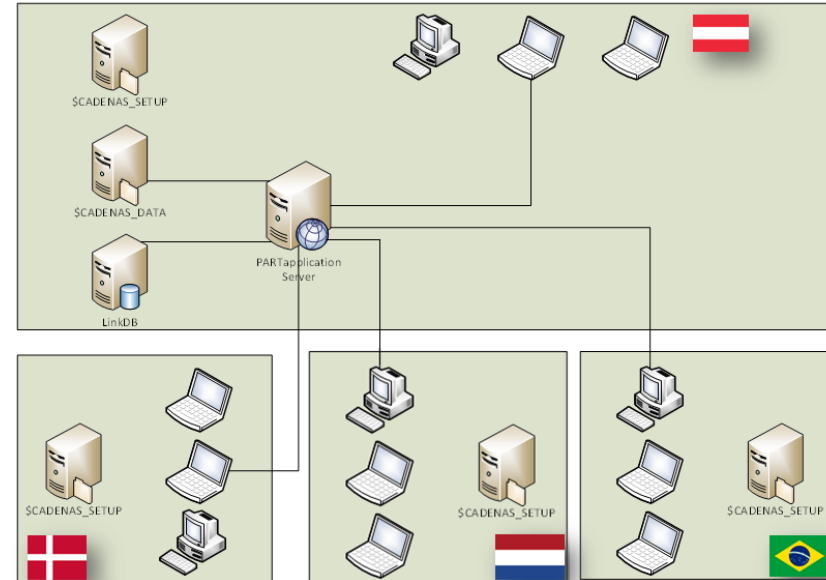 $CADENAS_SETUP
$CADENAS_DATA
PARTapplication
Server
LinkDB
$CADENAS_SETUP
$CADENAS_SETUP
$CADENAS_SETUP